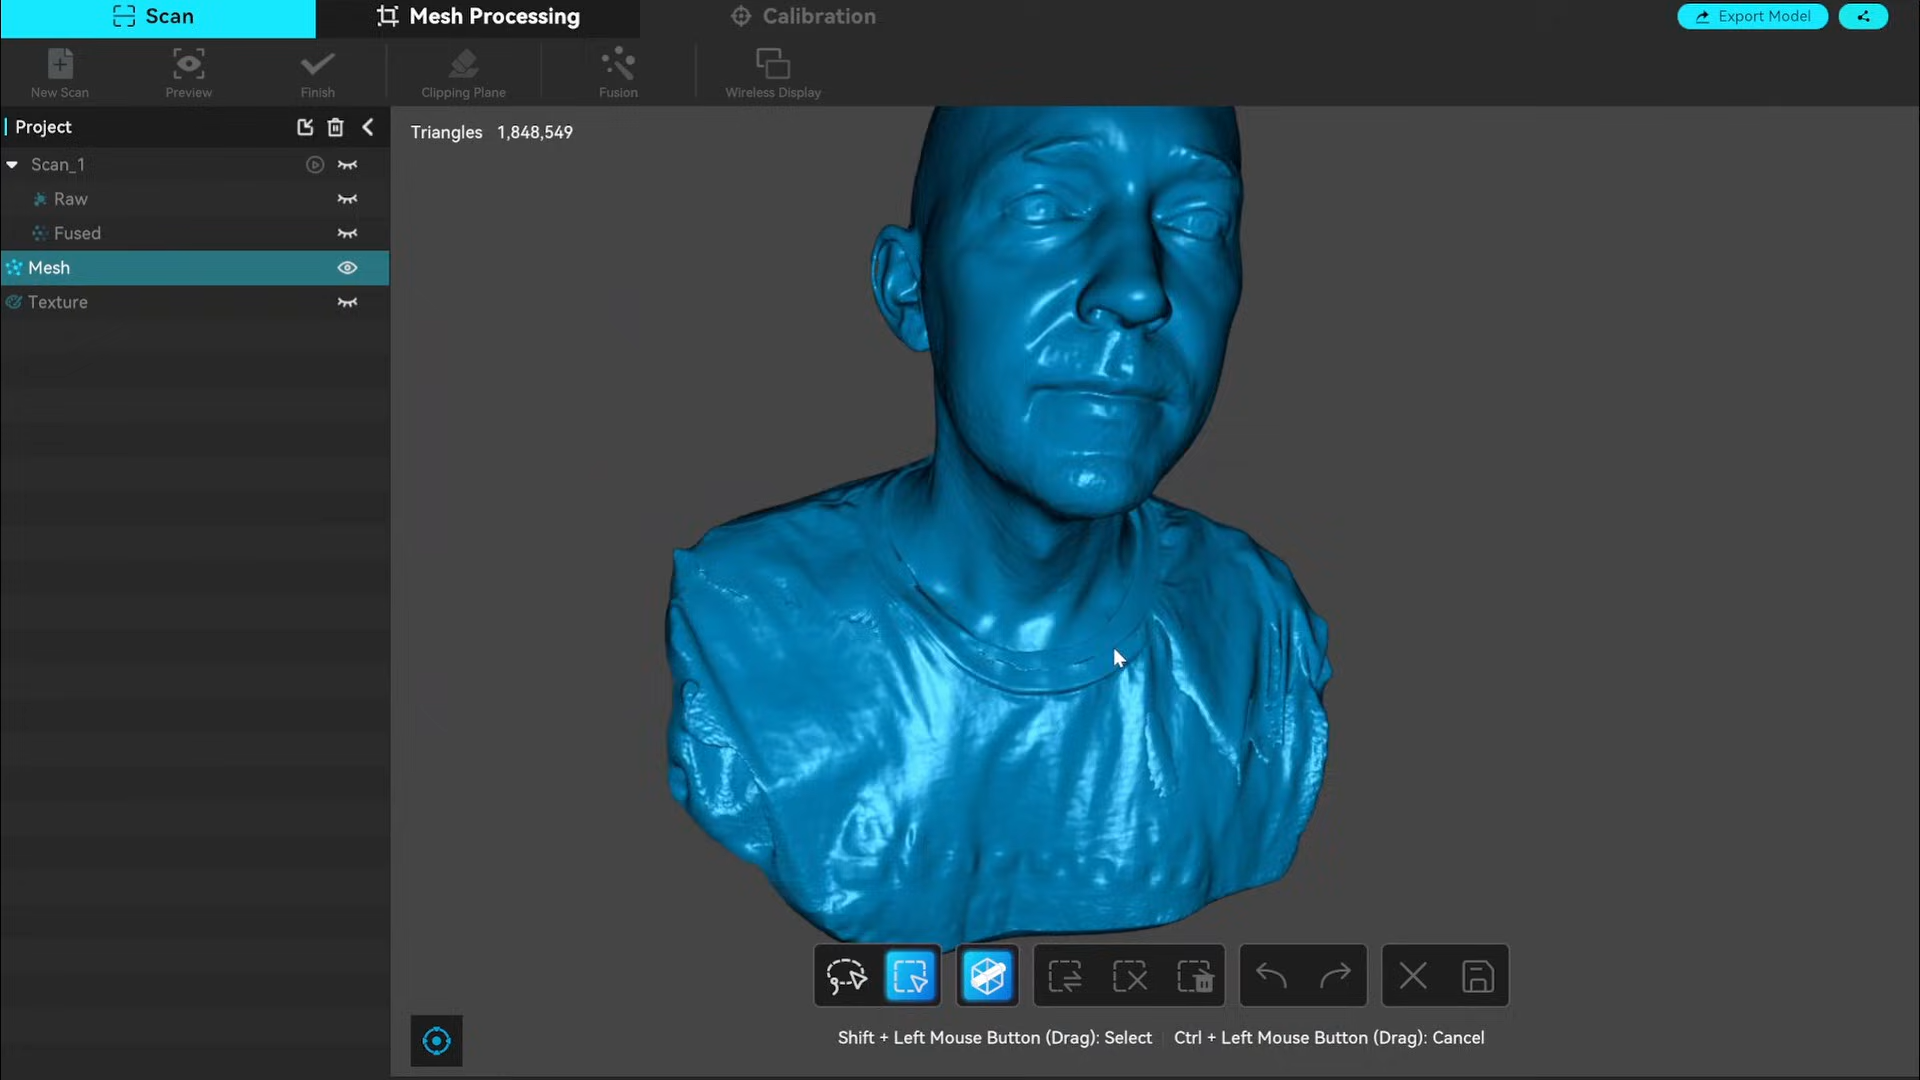 Scan
Mesh Processing
Calibration
Export Model
New Scan
Preview
Finish
Clipping Plane
Fusion
Wireless Display
Project
Triangles 1,848,549
Scan_1
Raw
Fused
Mesh
Texture
Shift + Left Mouse Button (Drag): Select
Ctrl + Left Mouse Button (Drag): Cancel